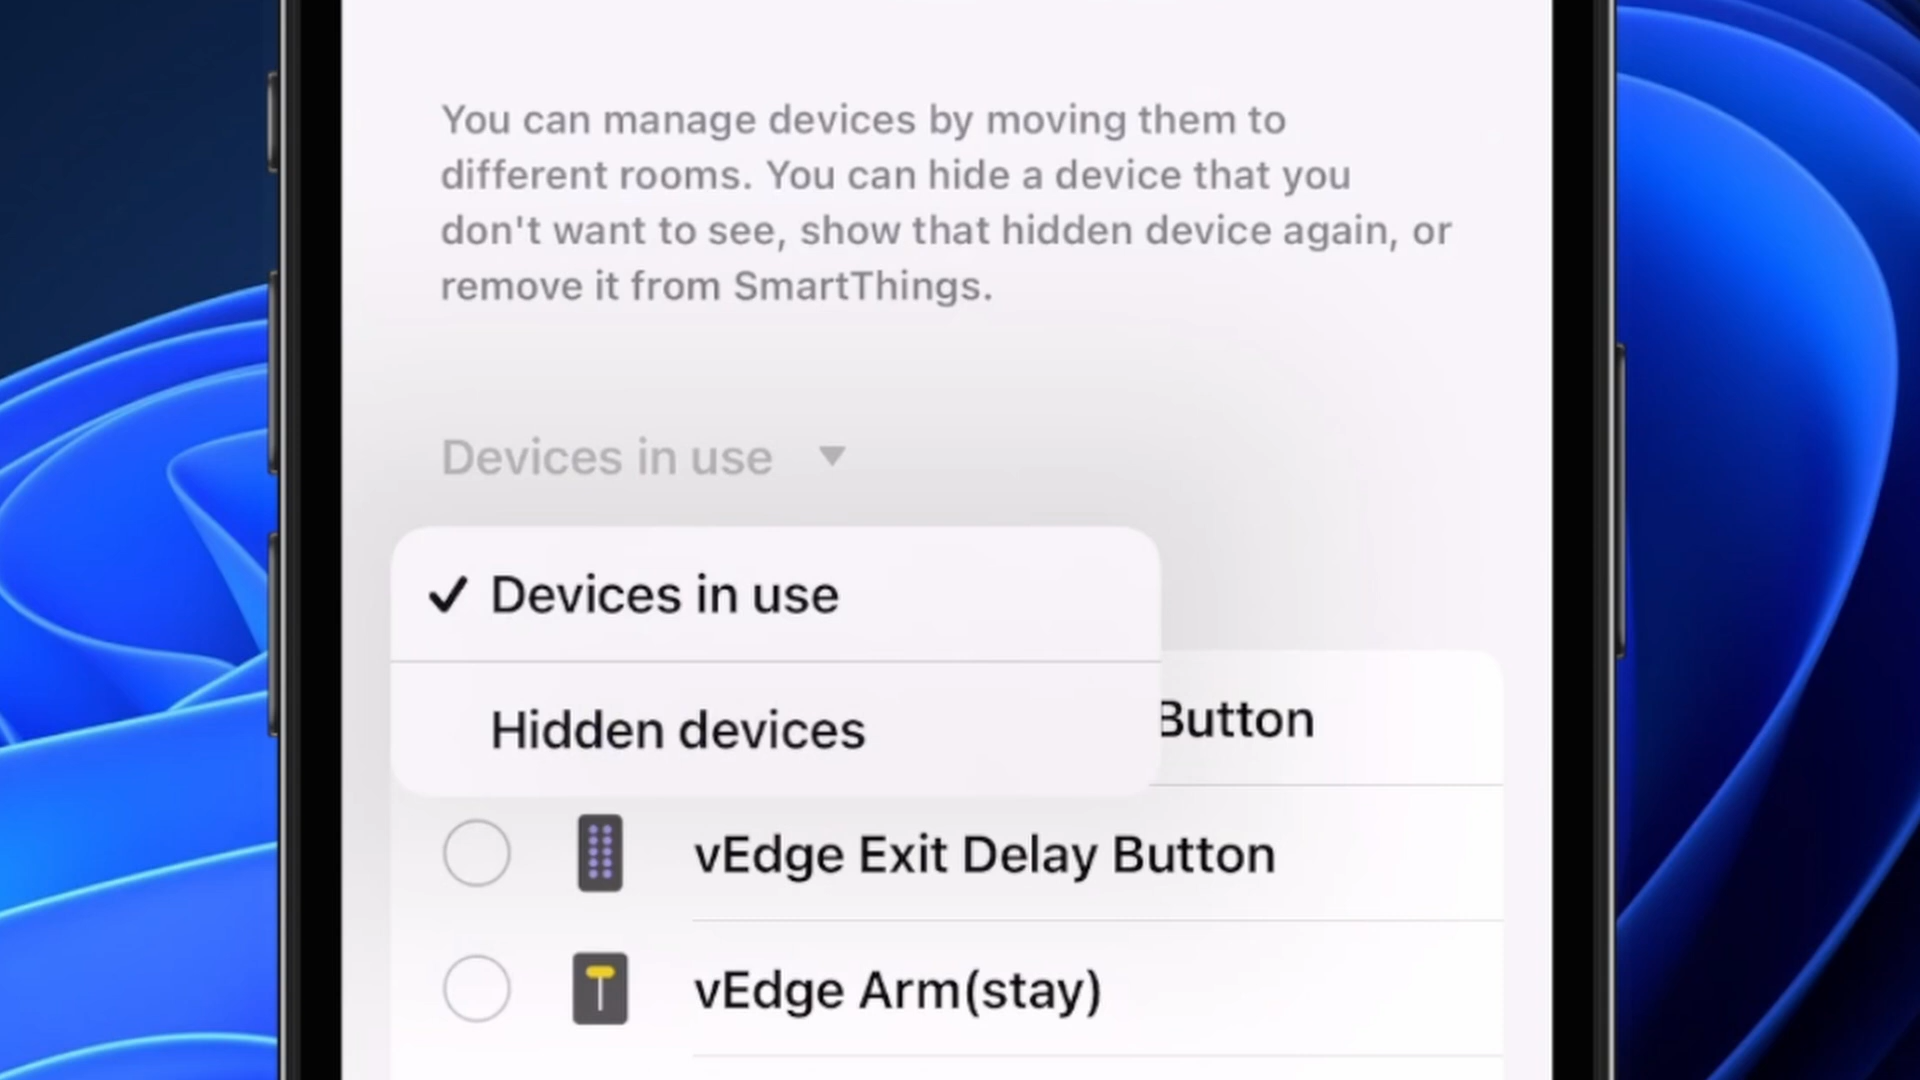 You can manage devices by moving them to
different rooms. You can hide a device that you
don't want to see, show that hidden device again, or
remove it from SmartThings.
Devices in use
Devices in use
Hidden devices
Button
vEdge Exit Delay Button
vEdge Arm(stay)